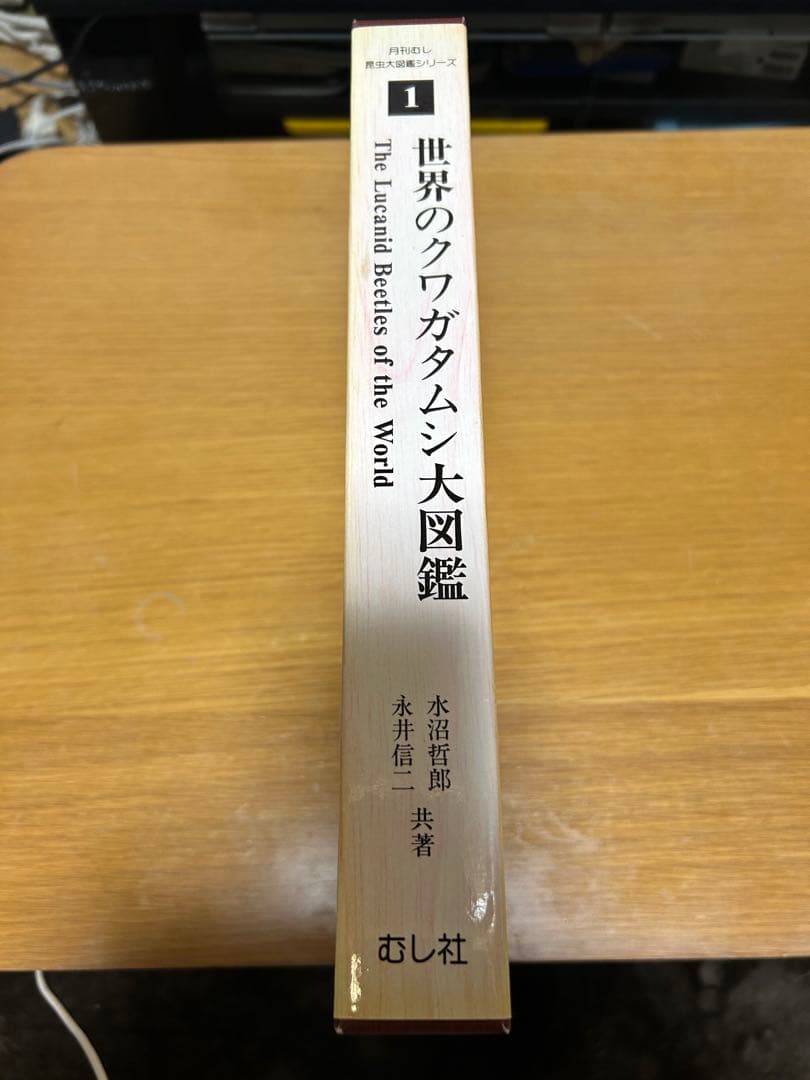 月刊むし
昆虫大図鑑シリーズ
1
世界のクワガタムシ大図鑑
The Lucanid Beetles of the World
水沼哲郎
永井信二
共著
むし社